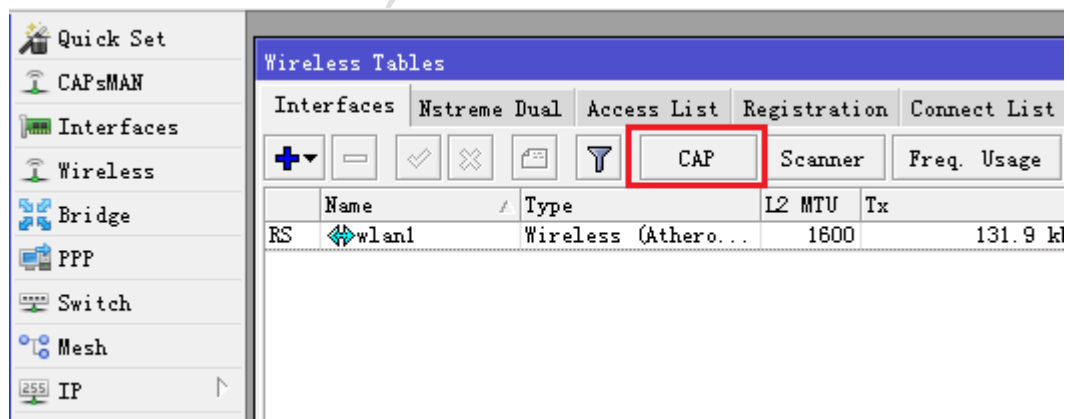 Quick Set
CAPsMAN
Interfaces
Wireless
Bridge
PPP
Switch
Mesh
255 IP
Wireless Tables
Interfaces Nstreme Dual Access List Registration Connect List
CAP Scanner Freq. Usage
Name Type L2 MTU Tx
RS wlan1 Wireless (Athero... 1600 131.9 k